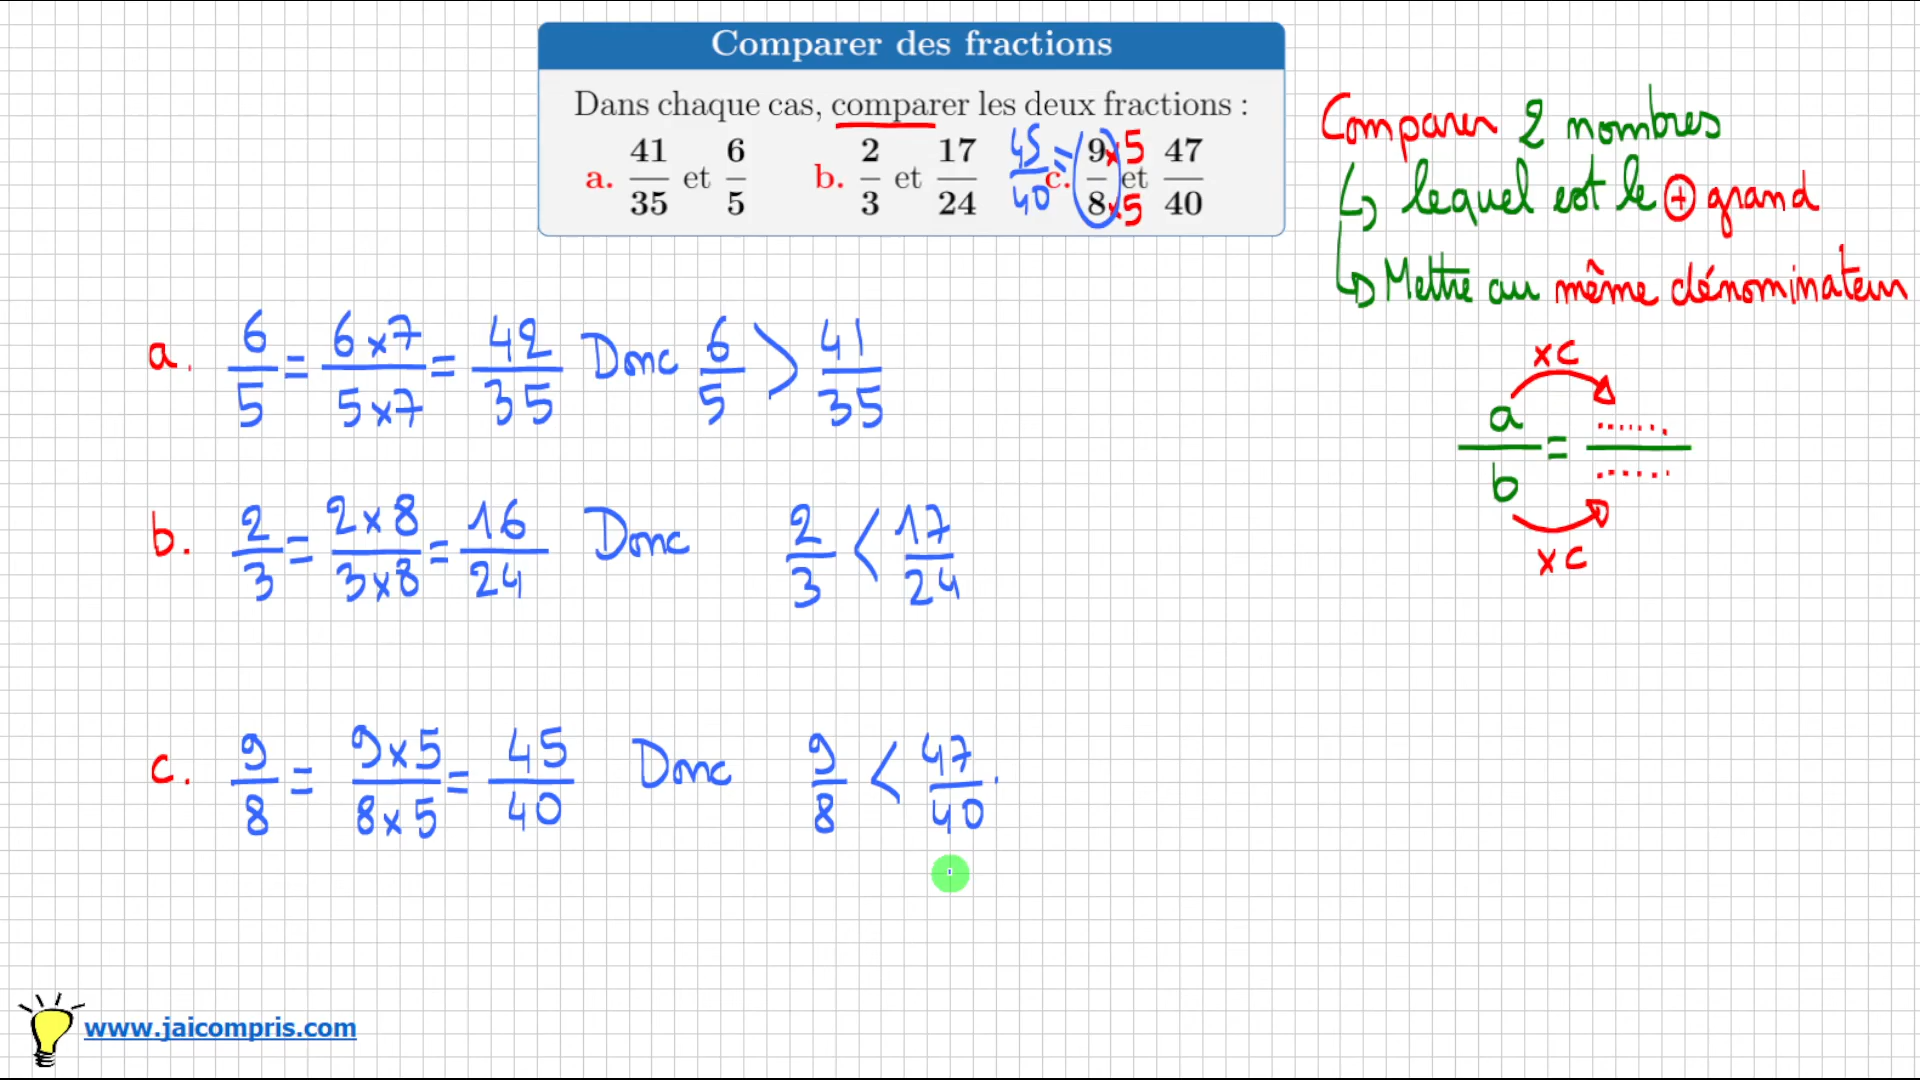 Comparer des fractions
Dans chaque cas, comparer les deux fractions :
a. 41/35 et 6/5 b. 2/3 et 17/24 45/40 = c. 9×5/8×5 et 47/40
Comparer 2 nombres
↳ lequel est le ⊕ grand
↳ Mettre au même dénominateur
×c
a/b = ....../......
×c
a. 6/5 = 6×7/5×7 = 42/35 Donc 6/5 > 41/35
b. 2/3 = 2×8/3×8 = 16/24 Donc 2/3 < 17/24
c. 9/8 = 9×5/8×5 = 45/40 Donc 9/8 < 47/40.
www.jaicompris.com